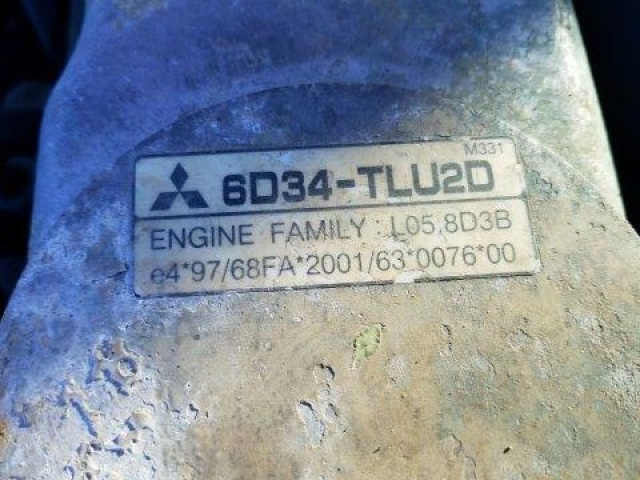 M331
6D34-TLU2D
ENGINE FAMILY : L05.8D3B
e4*97/68FA*2001/63*0076*00